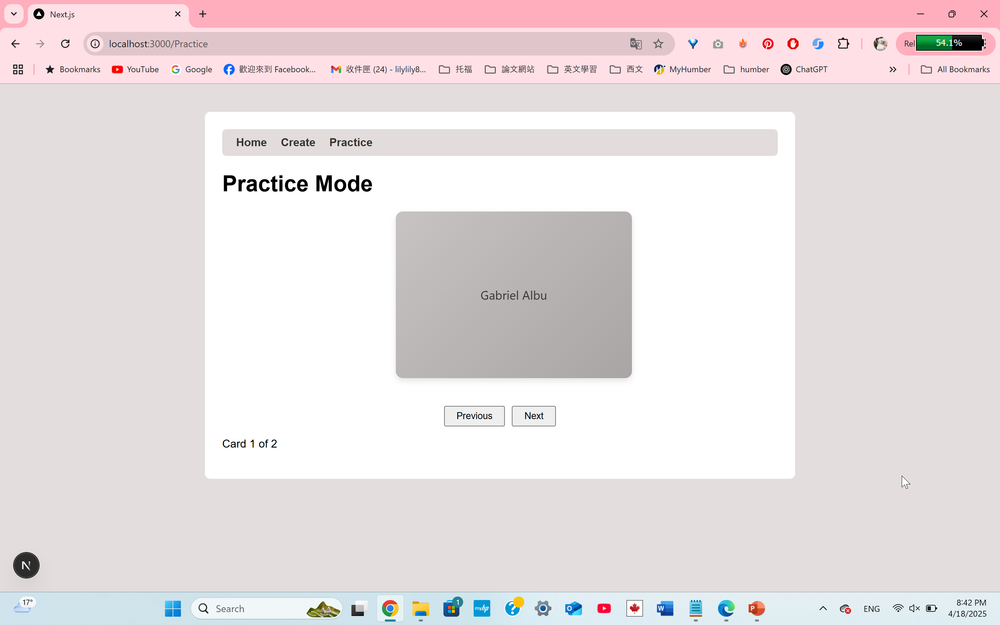 Next.js
localhost:3000/Practice
Rel
54.1%
Bookmarks
YouTube
Google
歡迎來到 Facebook...
收件匣 (24) - lilylily8...
托福
論文網站
英文學習
西文
MyHumber
humber
ChatGPT
All Bookmarks
Home
Create
Practice
Practice Mode
Gabriel Albu
Previous
Next
Card 1 of 2
N
17°
Search
1
myhp
ENG
8:42 PM
4/18/2025